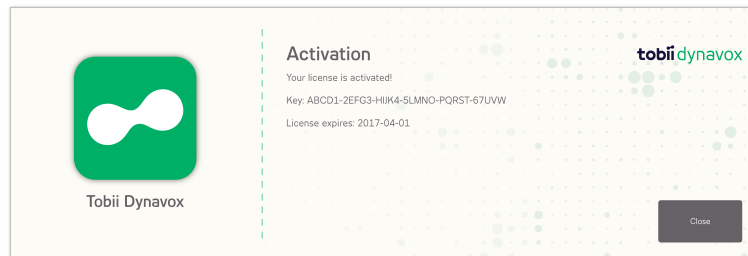 Activation
tobii dynavox
Your license is activated!
Key: ABCD1-2EFG3-HIJK4-5LMNO-PQRST-67UVW
License expires: 2017-04-01
Tobii Dynavox
Close